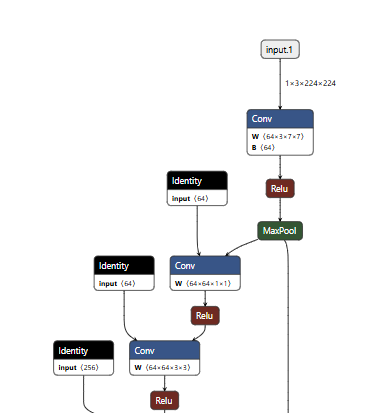 input.1
1×3×224×224
Conv
W ⟨64×3×7×7⟩
B ⟨64⟩
Relu
Identity
input ⟨64⟩
MaxPool
Identity
input ⟨64⟩
Conv
W ⟨64×64×1×1⟩
Relu
Identity
input ⟨256⟩
Conv
W ⟨64×64×3×3⟩
Relu